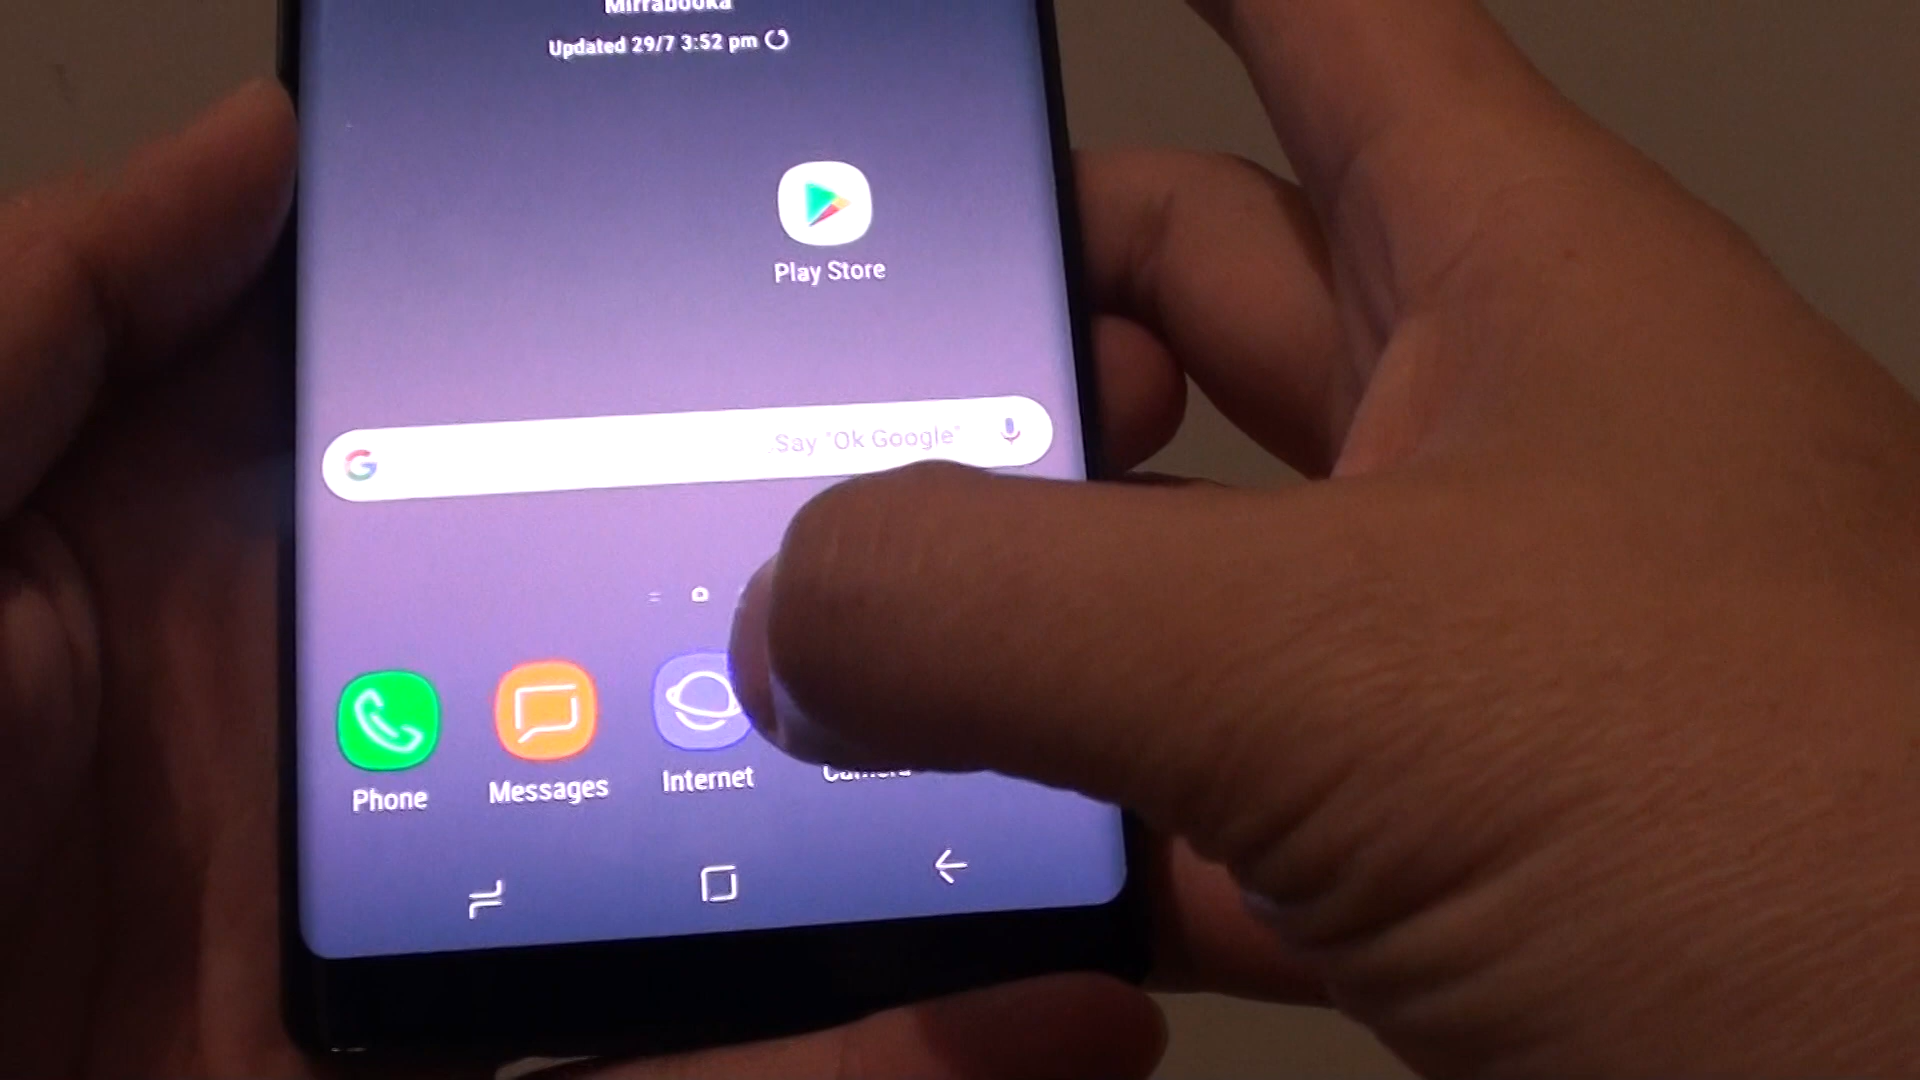 Mirrabooka
Updated 29/7 3:52 pm
Play Store
G
Say "Ok Google"
Phone
Messages
Internet
Camera